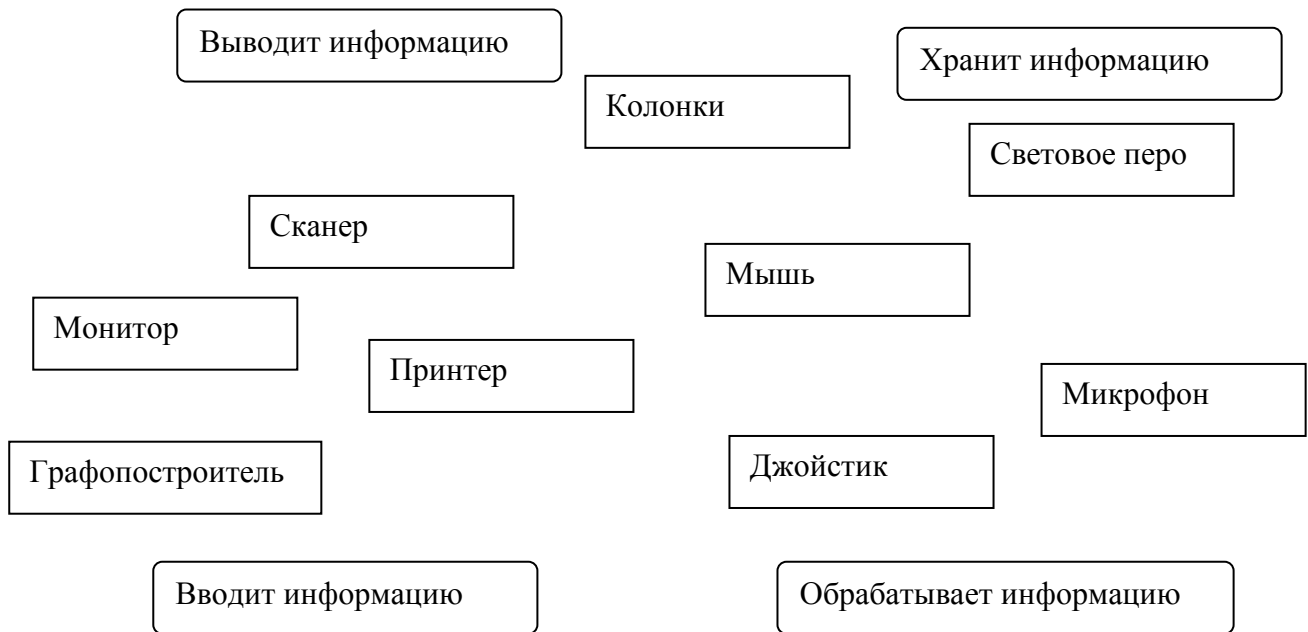 Выводит информацию
Хранит информацию
Колонки
Световое перо
Сканер
Мышь
Монитор
Принтер
Микрофон
Графопостроитель
Джойстик
Вводит информацию
Обрабатывает информацию